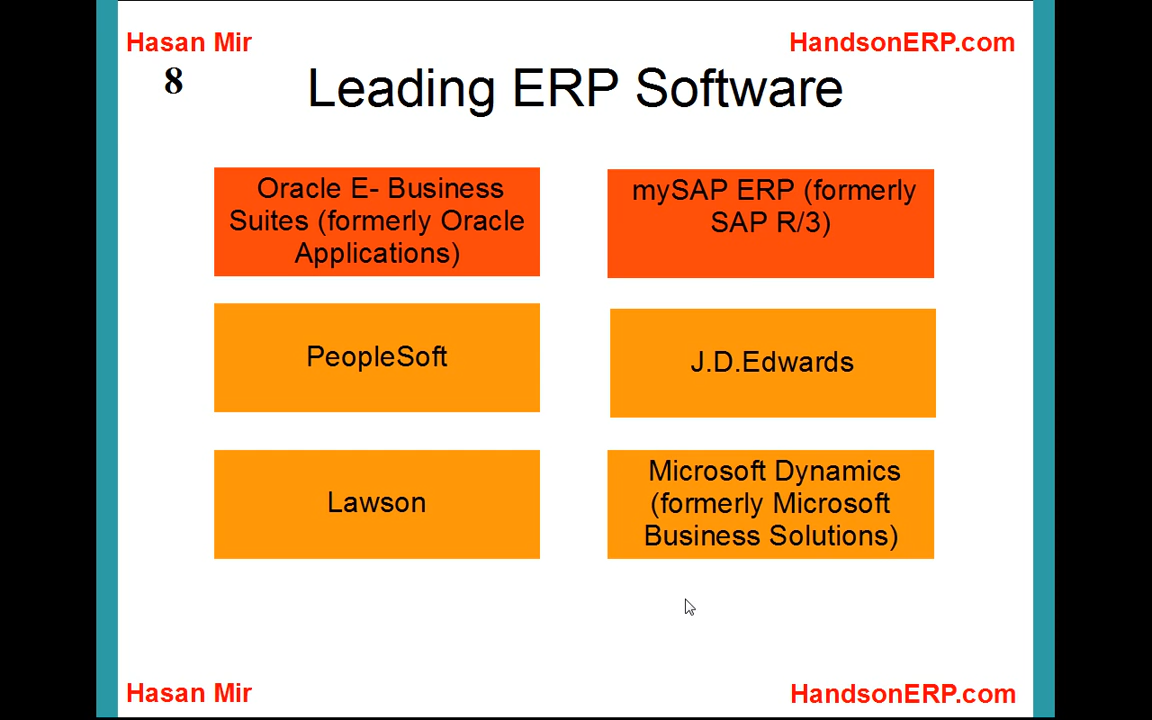 Hasan Mir
HandsonERP.com
8
Leading ERP Software
Oracle E- Business
Suites (formerly Oracle
Applications)
mySAP ERP (formerly
SAP R/3)
PeopleSoft
J.D.Edwards
Lawson
Microsoft Dynamics
(formerly Microsoft
Business Solutions)
Hasan Mir
HandsonERP.com